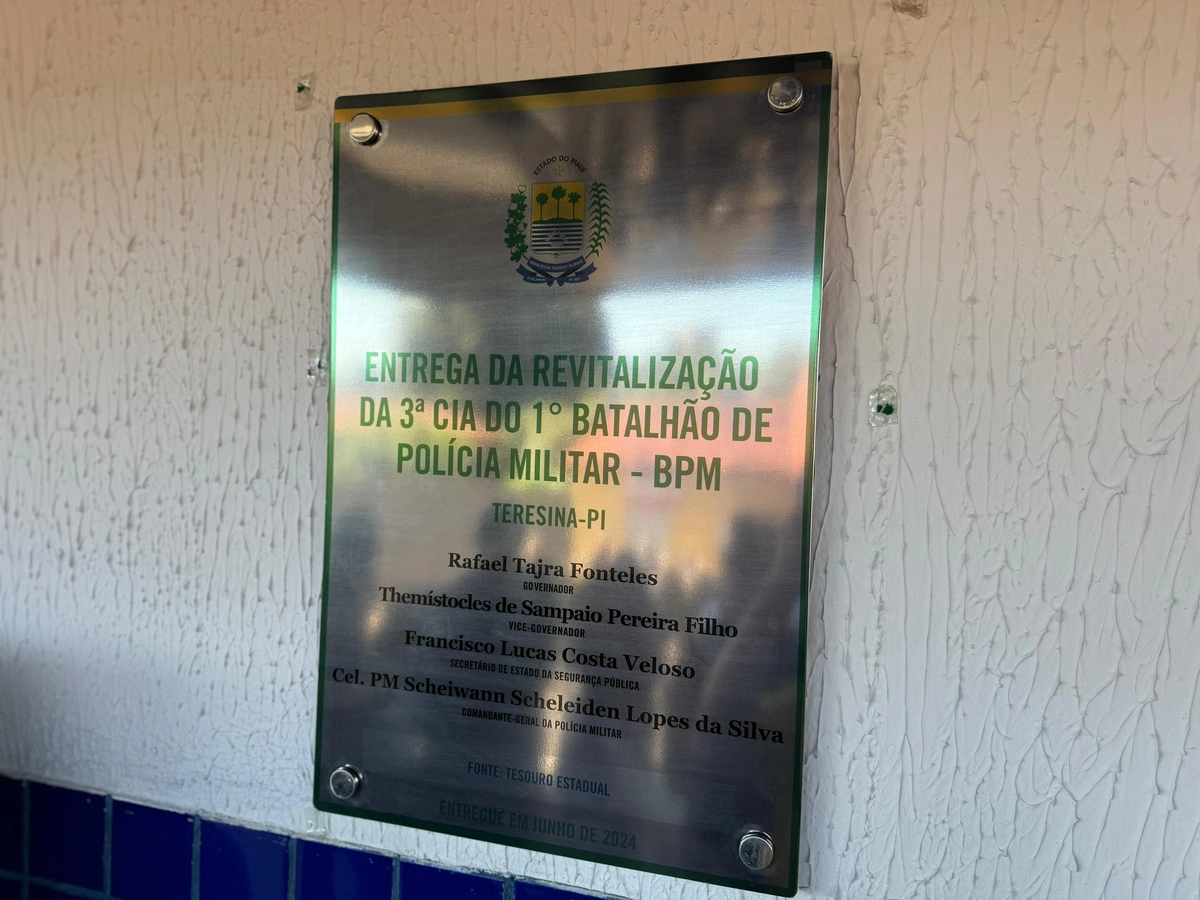 ESTADO DO PIAUÍ
ENTREGA DA REVITALIZAÇÃO
DA 3ª CIA DO 1° BATALHÃO DE
POLÍCIA MILITAR - BPM
TERESINA-PI
Rafael Tajra Fonteles
GOVERNADOR
Themístocles de Sampaio Pereira Filho
VICE-GOVERNADOR
Francisco Lucas Costa Veloso
SECRETÁRIO DE ESTADO DA SEGURANÇA PÚBLICA
Cel. PM Scheiwann Scheleiden Lopes da Silva
COMANDANTE-GERAL DA POLÍCIA MILITAR
FONTE: TESOURO ESTADUAL
ENTREGUE EM JUNHO DE 2024